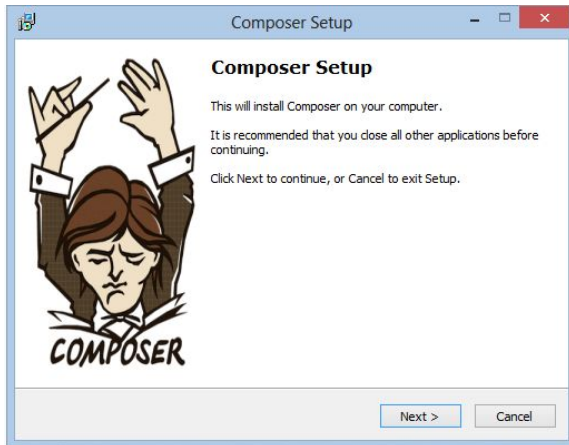 Composer Setup
Composer Setup
This will install Composer on your computer.
It is recommended that you close all other applications before
continuing.
Click Next to continue, or Cancel to exit Setup.
COMPOSER
Next >
Cancel